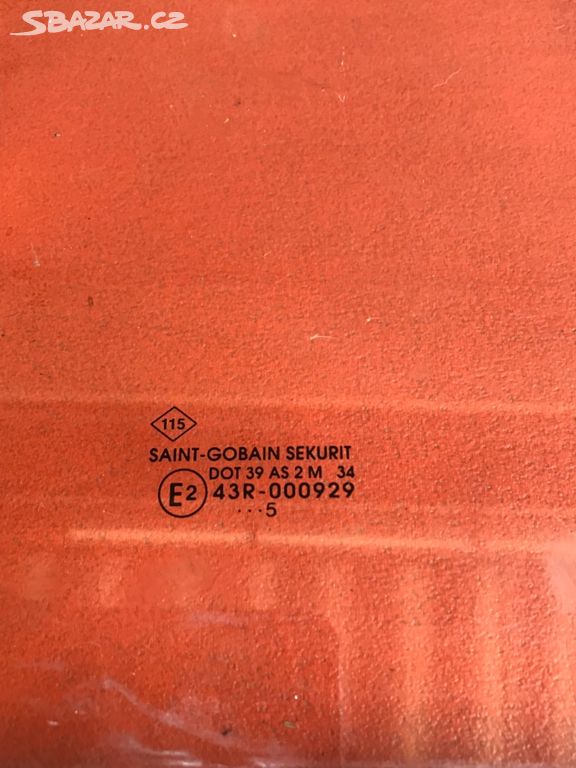 SBAZAR.CZ
115
SAINT-GOBAIN SEKURIT
DOT 39 AS 2 M 34
E2 43R-000929
...5